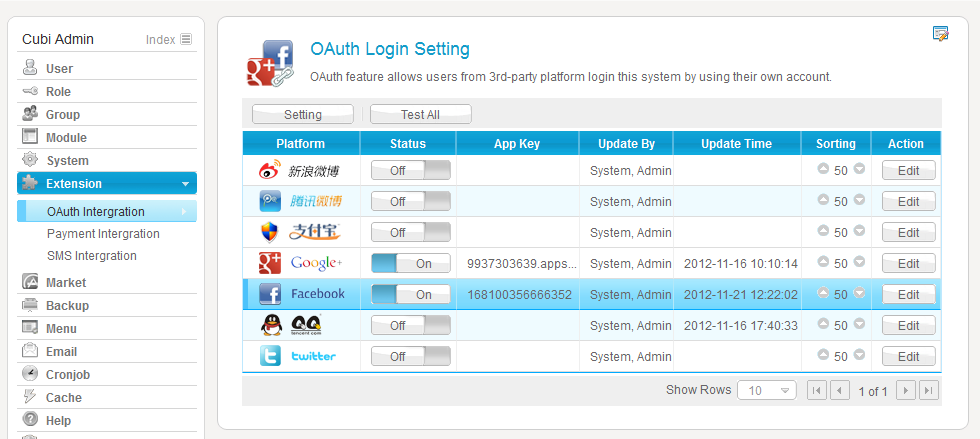 Cubi Admin Index
User
Role
Group
Module
System
Extension
OAuth Intergration
Payment Intergration
SMS Intergration
Market
Backup
Menu
Email
Cronjob
Cache
Help
OAuth Login Setting
OAuth feature allows users from 3rd-party platform login this system by using their own account.
Setting Test All
Platform Status App Key Update By Update Time Sorting Action
新浪微博 Off System, Admin 50 Edit
腾讯微博 Off System, Admin 50 Edit
支付宝 Off System, Admin 50 Edit
Google+ On 9937303639.apps... System, Admin 2012-11-16 10:10:14 50 Edit
Facebook On 168100356666352 System, Admin 2012-11-21 12:22:02 50 Edit
QQ tencent.com Off System, Admin 2012-11-16 17:40:33 50 Edit
twitter Off System, Admin 50 Edit
Show Rows 10 1 of 1